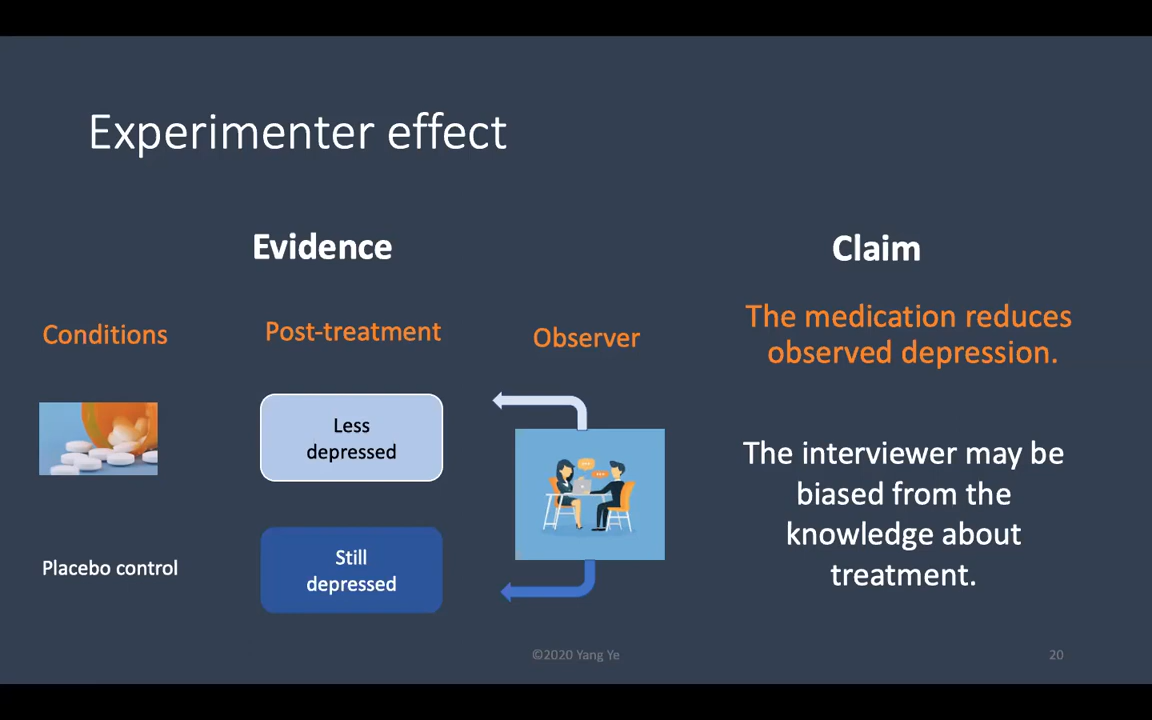 Experimenter effect
Evidence
Claim
Conditions
Post-treatment
Observer
The medication reduces
observed depression.
Less
depressed
The interviewer may be
biased from the
knowledge about
treatment.
Placebo control
Still
depressed
©2020 Yang Ye
20